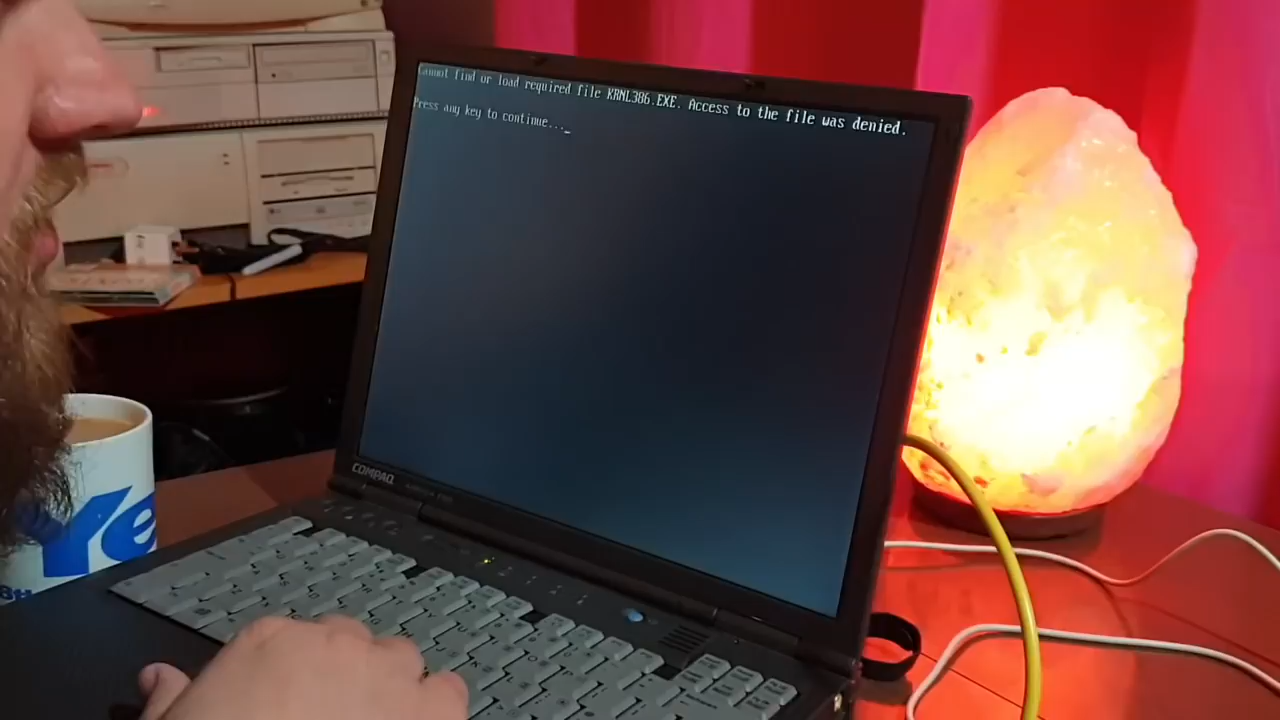 Cannot find or load required file KRNL386.EXE. Access to the file was denied.
Press any key to continue..._
COMPAQ
Ye